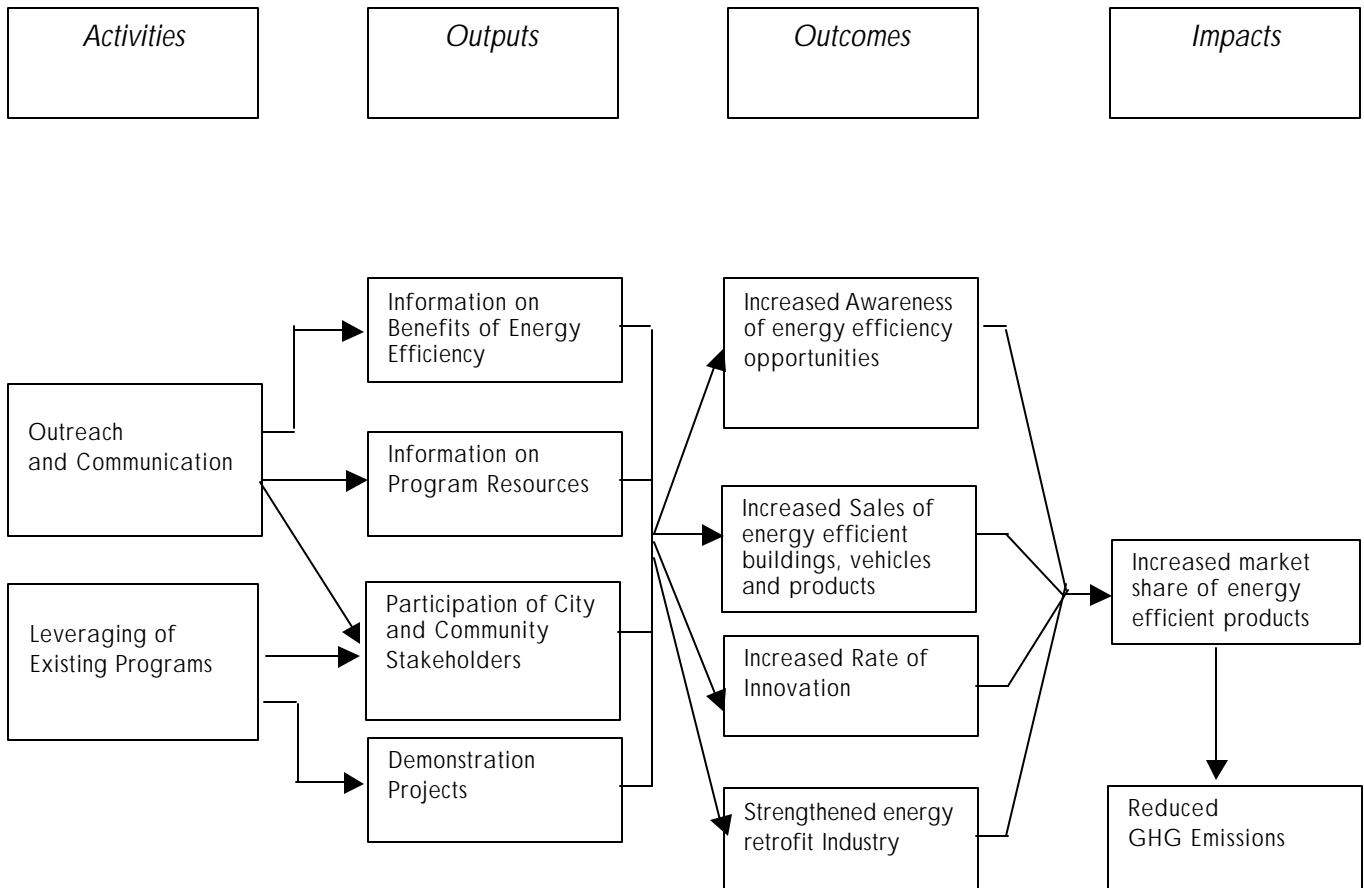 Activities
Outputs
Outcomes
Impacts
Outreach
and Communication
Leveraging of
Existing Programs
Information on
Benefits of Energy
Efficiency
Information on
Program Resources
Participation of City
and Community
Stakeholders
Demonstration
Projects
Increased Awareness
of energy efficiency
opportunities
Increased Sales of
energy efficient
buildings, vehicles
and products
Increased Rate of
Innovation
Strengthened energy
retrofit Industry
Increased market
share of energy
efficient products
Reduced
GHG Emissions